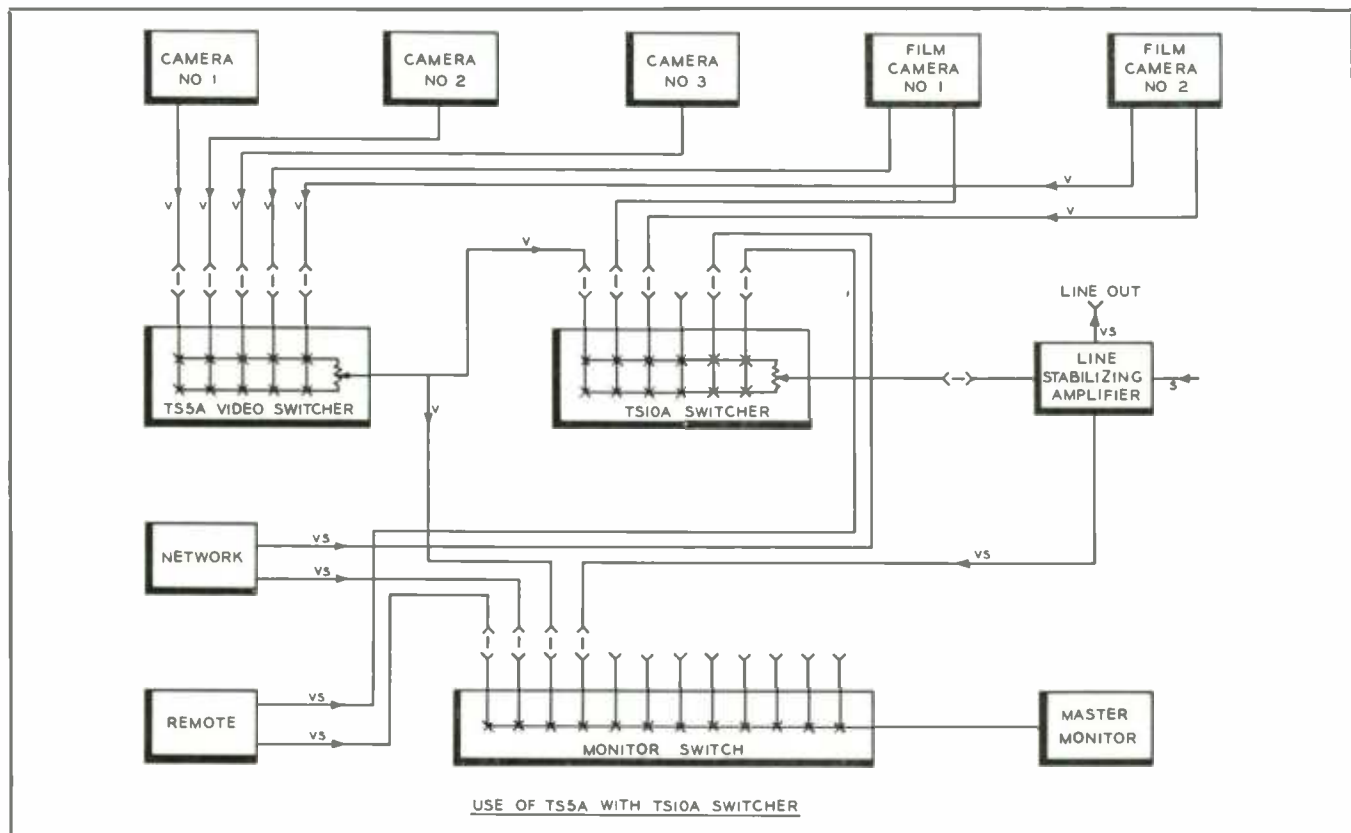 CAMERA
NO 1
CAMERA
NO 2
CAMERA
NO 3
FILM
CAMERA
NO 1
FILM
CAMERA
NO 2
V
V
V
V
V
V
V
V
V
LINE OUT
VS
TS5A VIDEO SWITCHER
TS10A SWITCHER
LINE
STABILIZING
AMPLIFIER
S
NETWORK
VS
VS
VS
REMOTE
VS
VS
MONITOR SWITCH
MASTER
MONITOR
USE OF TS5A WITH TS10A SWITCHER